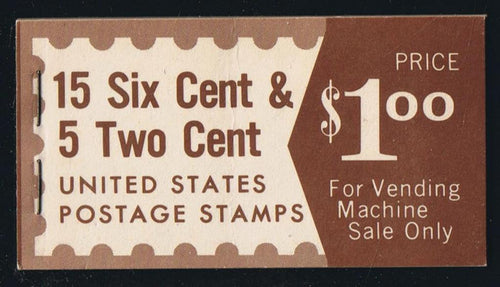 15 Six Cent &
5 Two Cent
UNITED STATES
POSTAGE STAMPS
PRICE
$1.00
For Vending
Machine
Sale Only